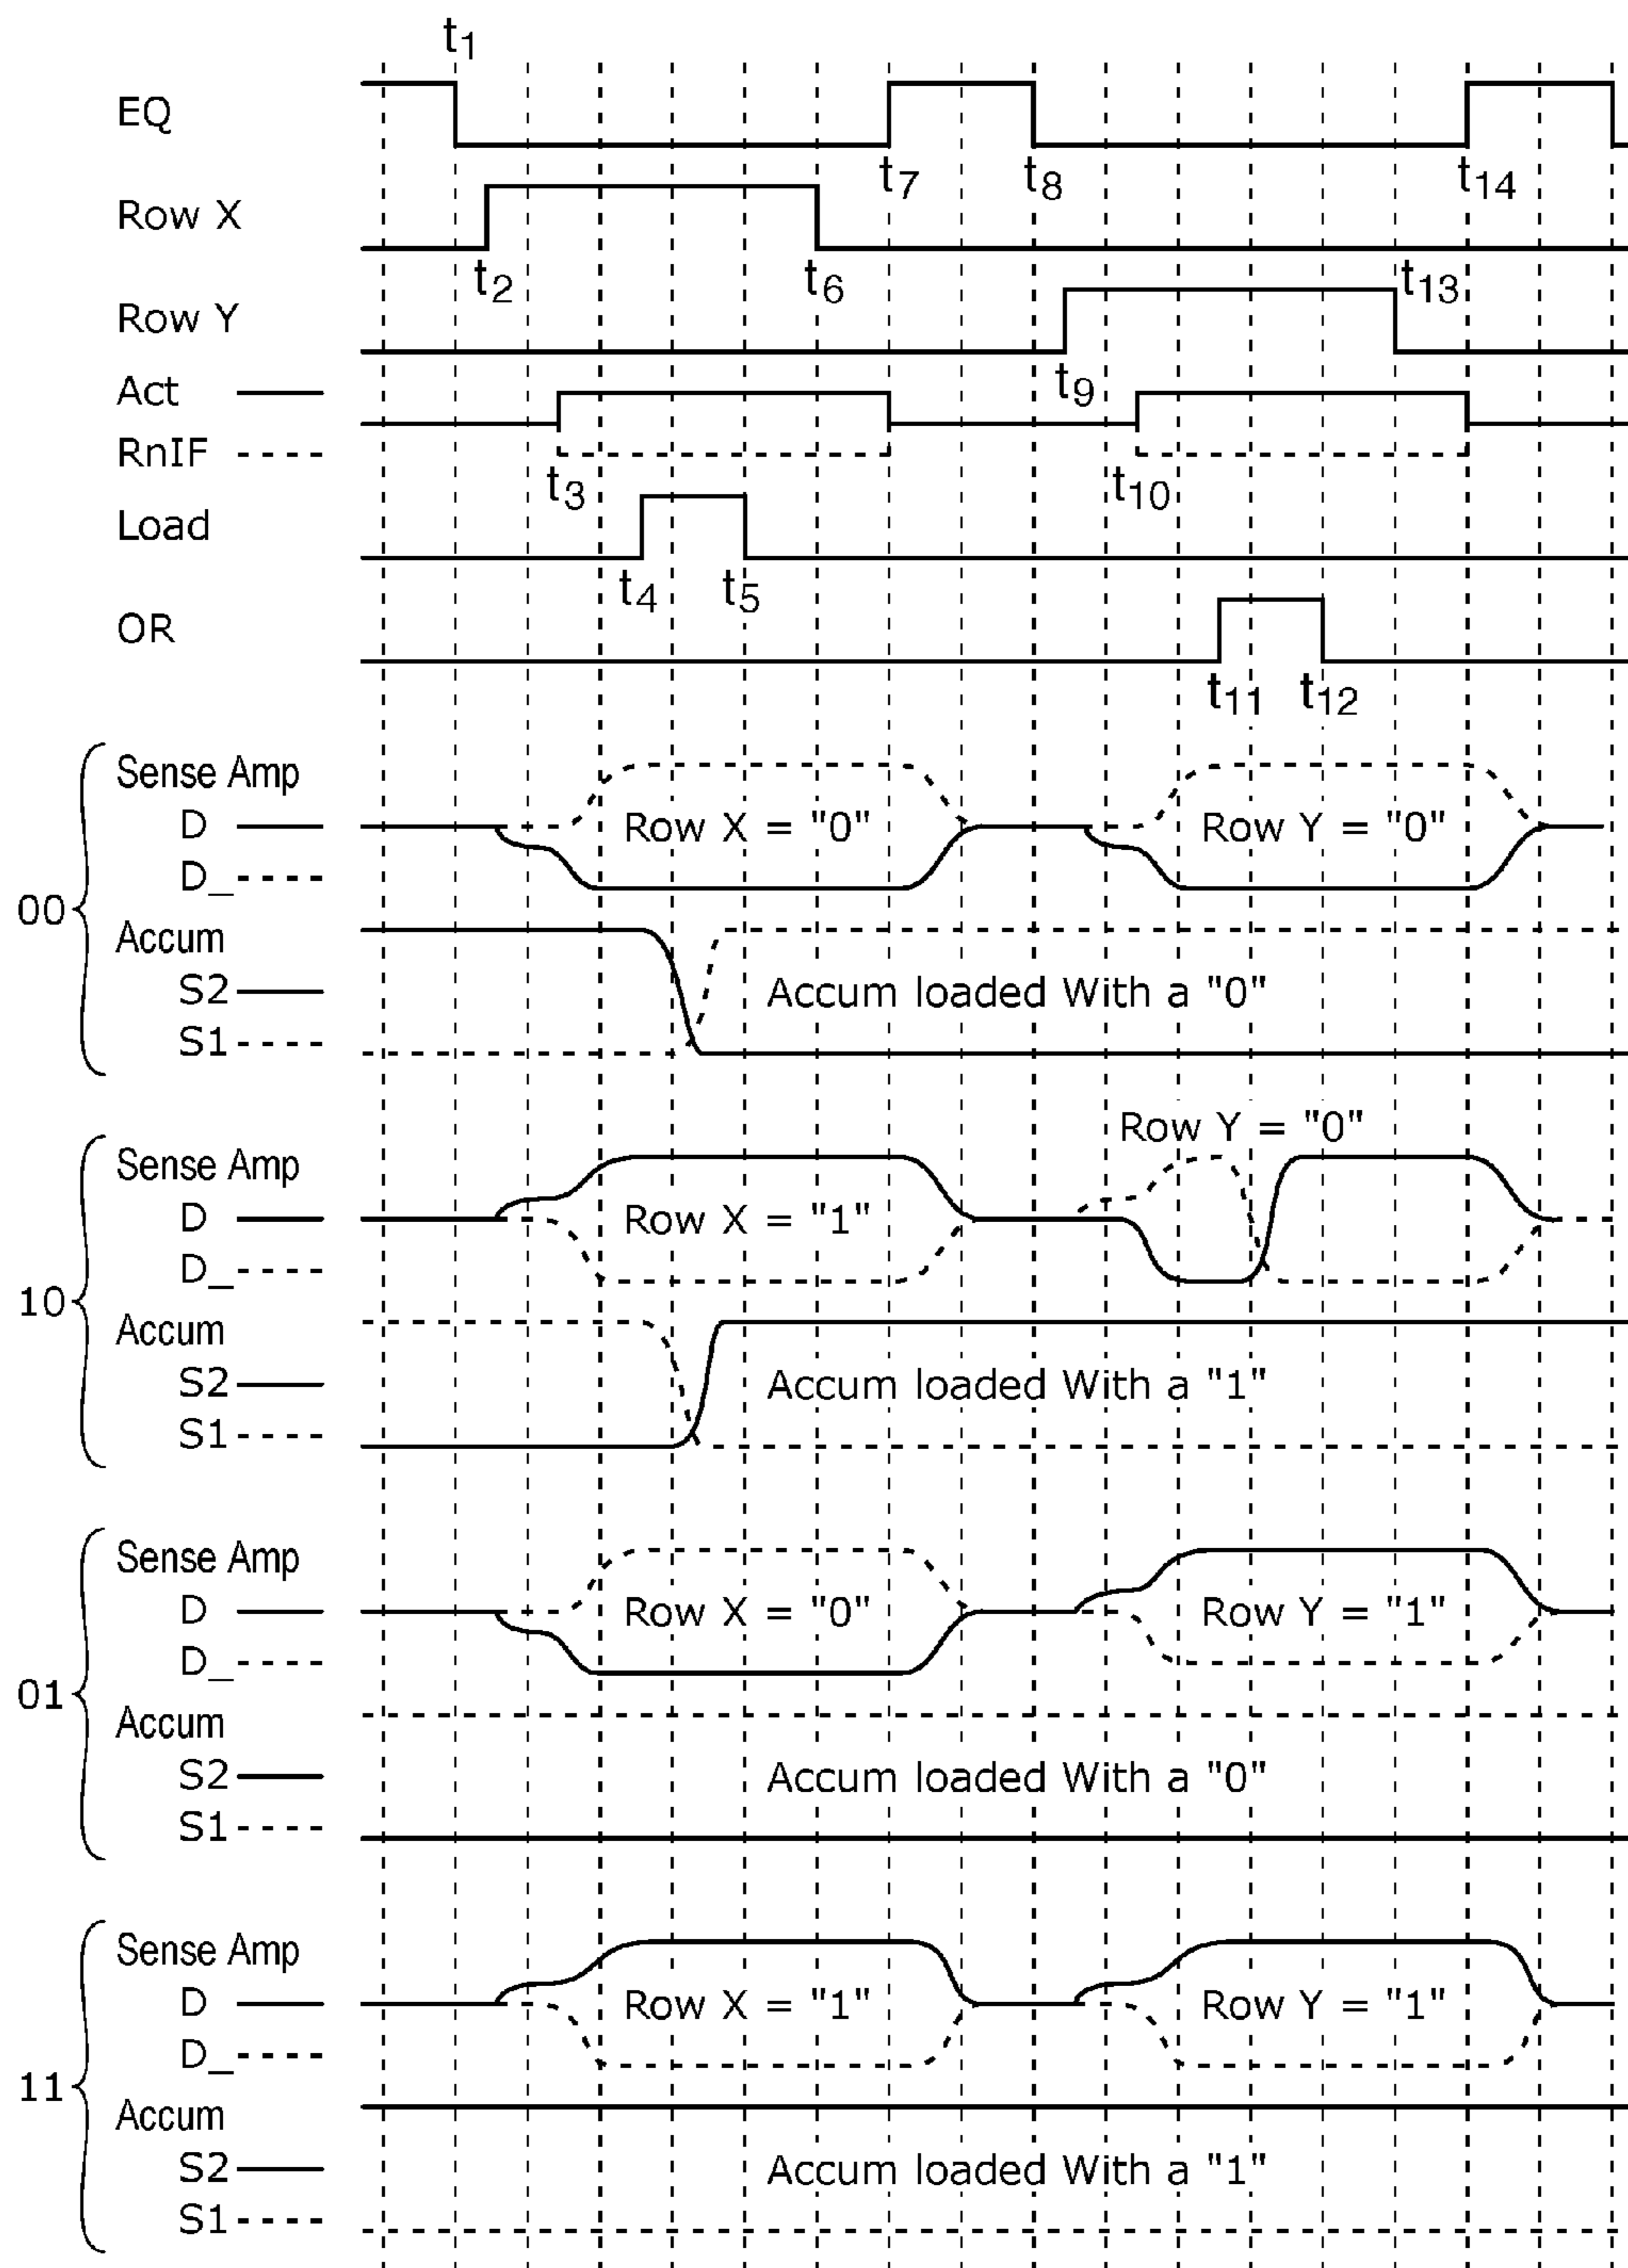 t1
EQ
t7 t8 t14
Row X
t2 t6 t13
Row Y
t9
Act
RnIF
t3 t10
Load
t4 t5
OR
t11 t12
00
Sense Amp
D
D_
Row X = "0" Row Y = "0"
Accum
S2
S1
Accum loaded With a "0"
10
Row Y = "0"
Sense Amp
D
D_
Row X = "1"
Accum
S2
S1
Accum loaded With a "1"
01
Sense Amp
D
D_
Row X = "0" Row Y = "1"
Accum
S2
S1
Accum loaded With a "0"
11
Sense Amp
D
D_
Row X = "1" Row Y = "1"
Accum
S2
S1
Accum loaded With a "1"